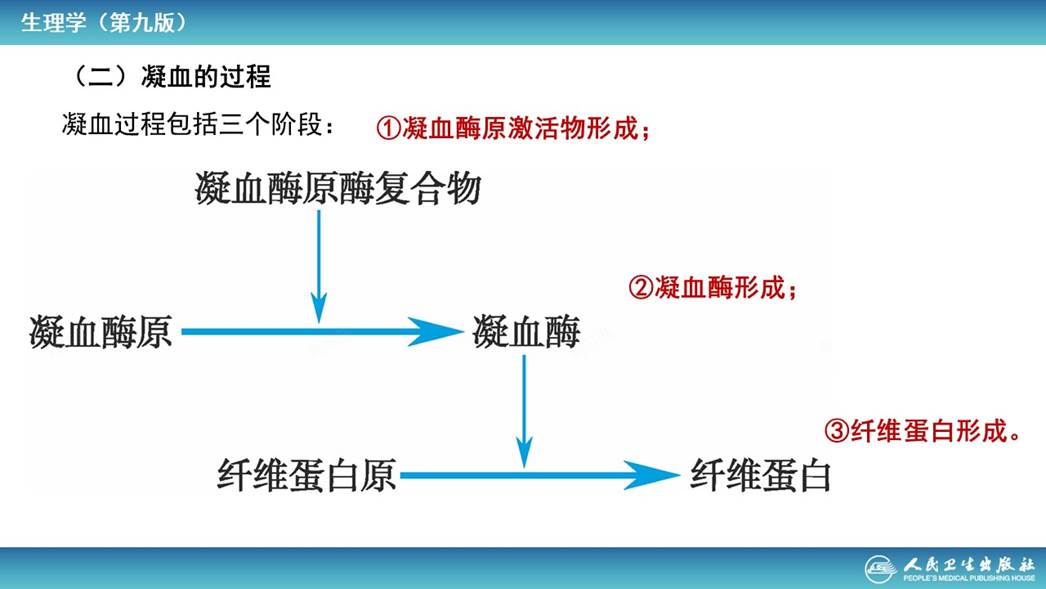 生理学（第九版）
（二）凝血的过程
凝血过程包括三个阶段： ①凝血酶原激活物形成；
凝血酶原酶复合物
②凝血酶形成；
凝血酶原 凝血酶
③纤维蛋白形成。
纤维蛋白原 纤维蛋白
人民卫生出版社
PEOPLE'S MEDICAL PUBLISHING HOUSE